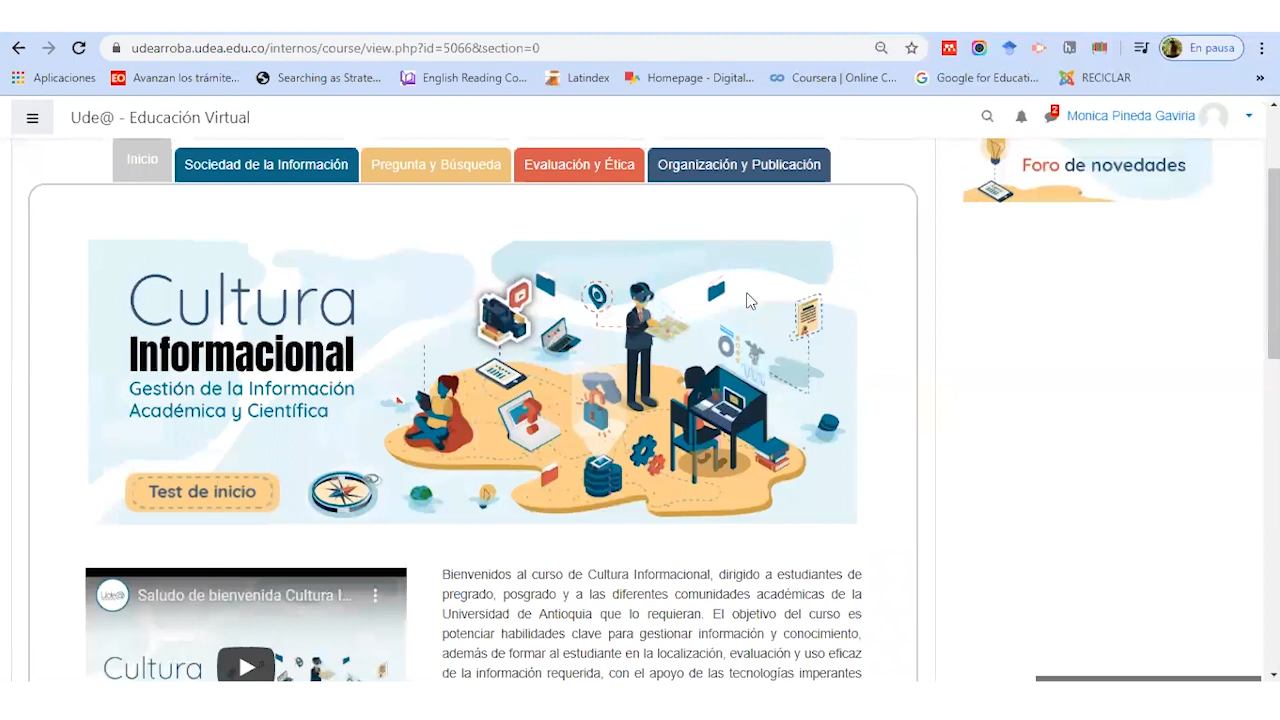 udearroba.udea.edu.co/internos/course/view.php?id=5069&section=0
En pausa
Aplicaciones
EO Avanzan los trámite...
Searching as Strate...
English Reading Co...
Latindex
Homepage - Digital...
Coursera | Online C...
Google for Educati...
RECICLAR
»
Ude@ - Educación Virtual
2
Monica Pineda Gaviria
Inicio
Sociedad de la Información
Pregunta y Búsqueda
Evaluación y Ética
Organización y Publicación
Foro de novedades
Cultura
Informacional
Gestión de la Información
Académica y Científica
Test de inicio
Ude@
Saludo de bienvenida Cultura I...
Cultura
Bienvenidos al curso de Cultura Informacional, dirigido a estudiantes de
pregrado, posgrado y a las diferentes comunidades académicas de la
Universidad de Antioquia que lo requieran. El objetivo del curso es
potenciar habilidades clave para gestionar información y conocimiento,
además de formar al estudiante en la localización, evaluación y uso eficaz
de la información requerida, con el apoyo de las tecnologías imperantes